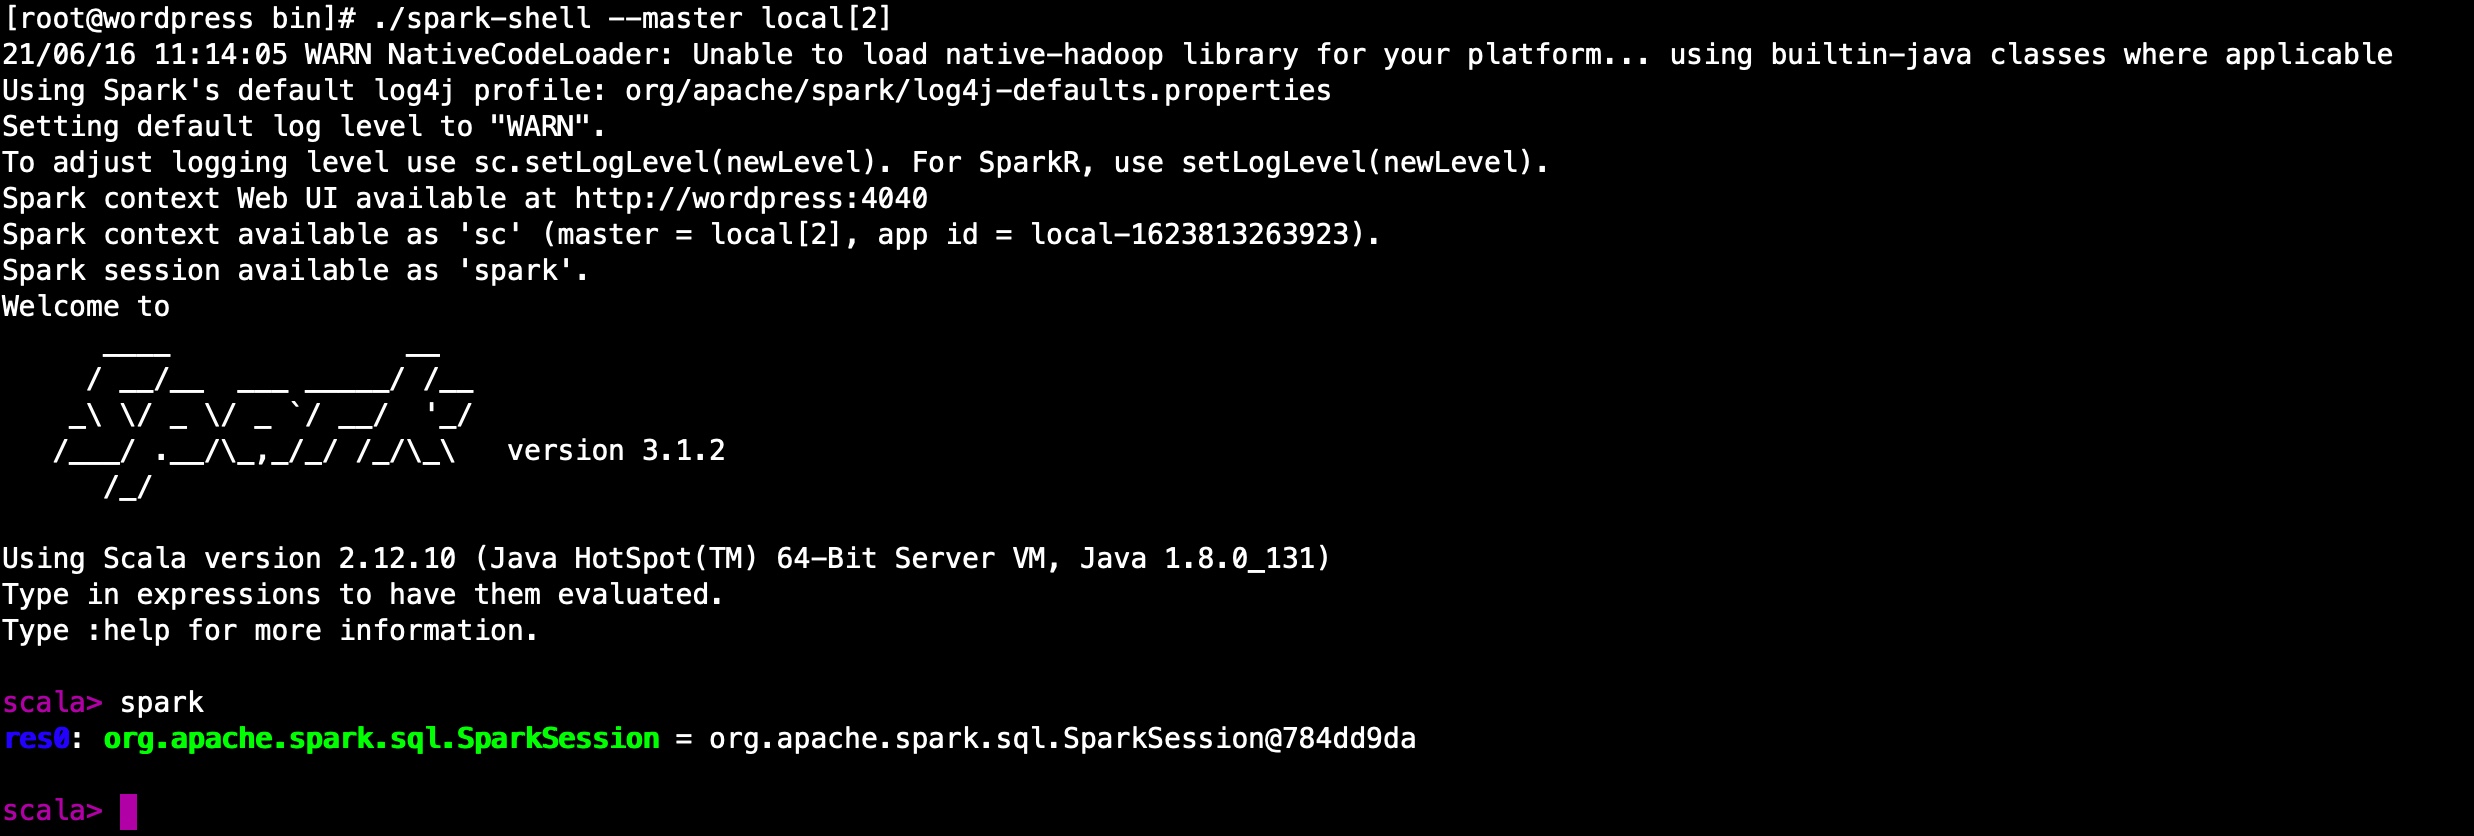 [root@wordpress bin]# ./spark-shell --master local[2]
21/06/16 11:14:05 WARN NativeCodeLoader: Unable to load native-hadoop library for your platform... using builtin-java classes where applicable
Using Spark's default log4j profile: org/apache/spark/log4j-defaults.properties
Setting default log level to "WARN".
To adjust logging level use sc.setLogLevel(newLevel). For SparkR, use setLogLevel(newLevel).
Spark context Web UI available at http://wordpress:4040
Spark context available as 'sc' (master = local[2], app id = local-1623813263923).
Spark session available as 'spark'.
Welcome to
      ____              __
     / __/__  ___ _____/ /__
    _\ \/ _ \/ _ `/ __/  '_/
   /___/ .__/\_,_/_/ /_/\_\   version 3.1.2
      /_/
Using Scala version 2.12.10 (Java HotSpot(TM) 64-Bit Server VM, Java 1.8.0_131)
Type in expressions to have them evaluated.
Type :help for more information.
scala> spark
res0: org.apache.spark.sql.SparkSession = org.apache.spark.sql.SparkSession@784dd9da
scala>